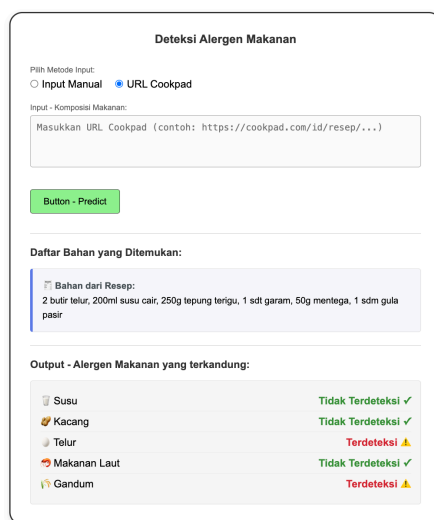 Deteksi Alergen Makanan
Pilih Metode Input:
Input Manual URL Cookpad
Input - Komposisi Makanan:
Masukkan URL Cookpad (contoh: https://cookpad.com/id/resep/...)
Button - Predict
Daftar Bahan yang Ditemukan:
Bahan dari Resep:
2 butir telur, 200ml susu cair, 250g tepung terigu, 1 sdt garam, 50g mentega, 1 sdm gula
pasir
Output - Alergen Makanan yang terkandung:
Susu Tidak Terdeteksi ✓
Kacang Tidak Terdeteksi ✓
Telur Terdeteksi ⚠
Makanan Laut Tidak Terdeteksi ✓
Gandum Terdeteksi ⚠